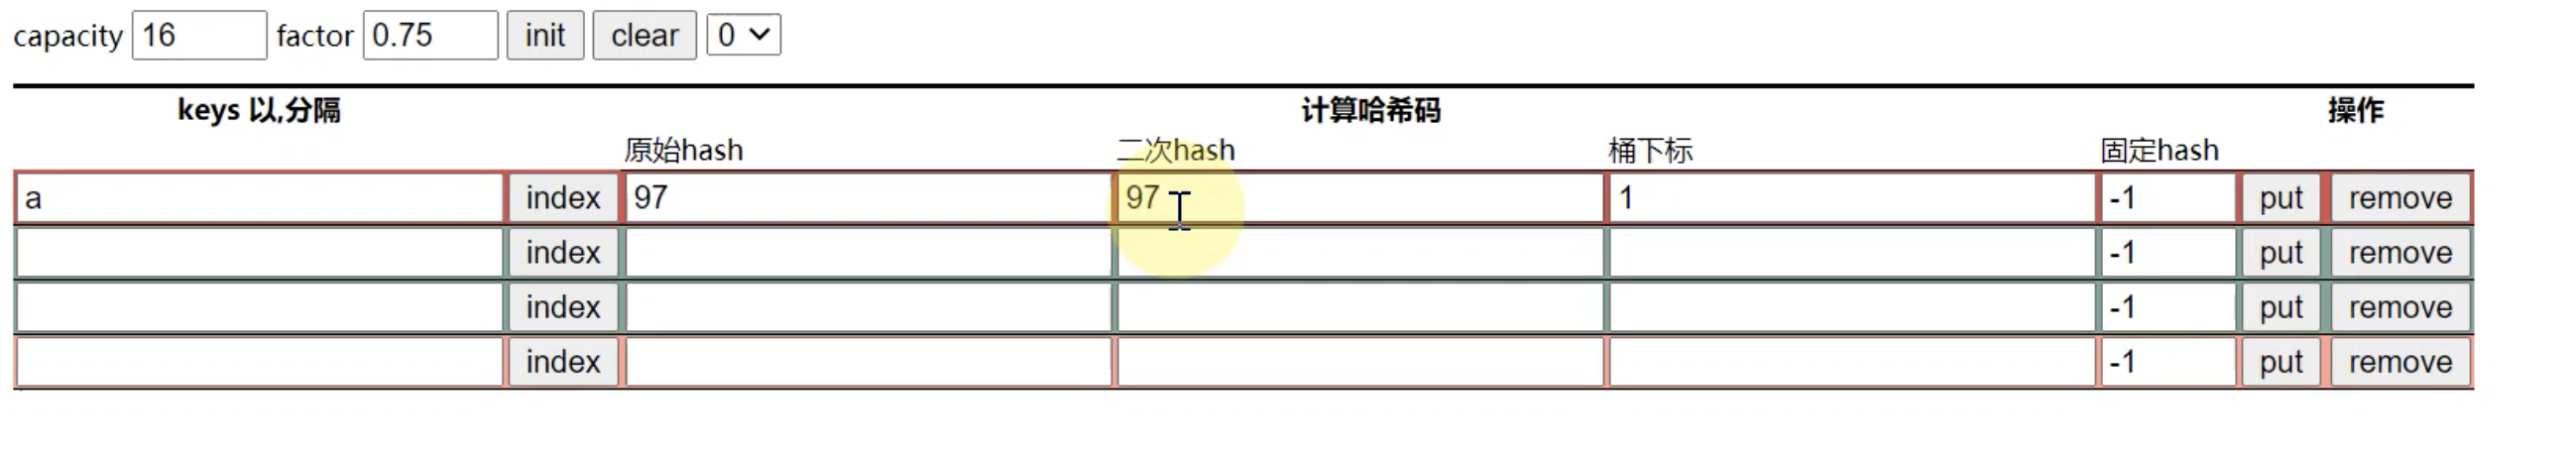 capacity 16 factor 0.75 init clear 0
keys 以,分隔 计算哈希码 操作
原始hash 二次hash 桶下标 固定hash
a index 97 97 1 -1 put remove
index -1 put remove
index -1 put remove
index -1 put remove